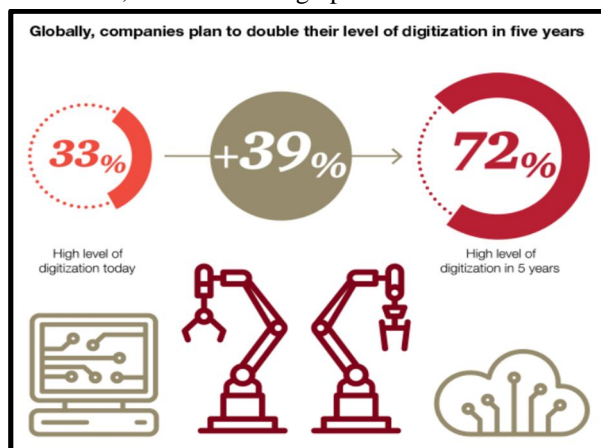 Globally, companies plan to double their level of digitization in five years
33%
+39%
72%
High level of
digitization today
High level of
digitization in 5 years